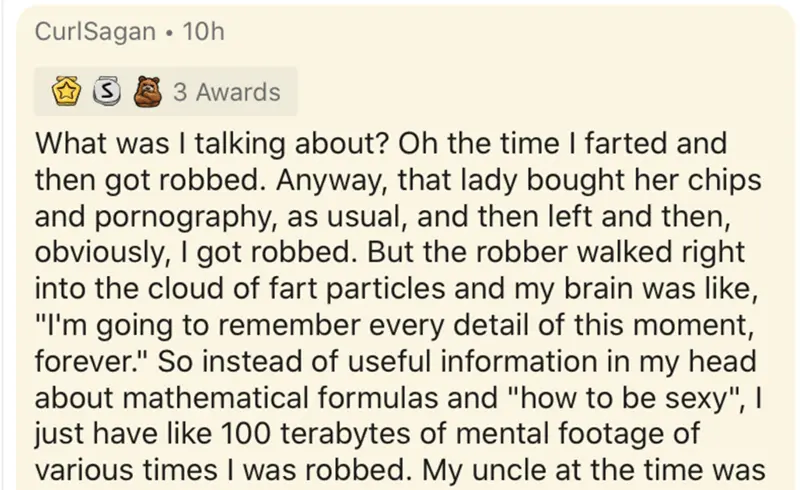 CurlSagan • 10h
S 3 Awards
What was I talking about? Oh the time I farted and
then got robbed. Anyway, that lady bought her chips
and pornography, as usual, and then left and then,
obviously, I got robbed. But the robber walked right
into the cloud of fart particles and my brain was like,
"I'm going to remember every detail of this moment,
forever." So instead of useful information in my head
about mathematical formulas and "how to be sexy", I
just have like 100 terabytes of mental footage of
various times I was robbed. My uncle at the time was